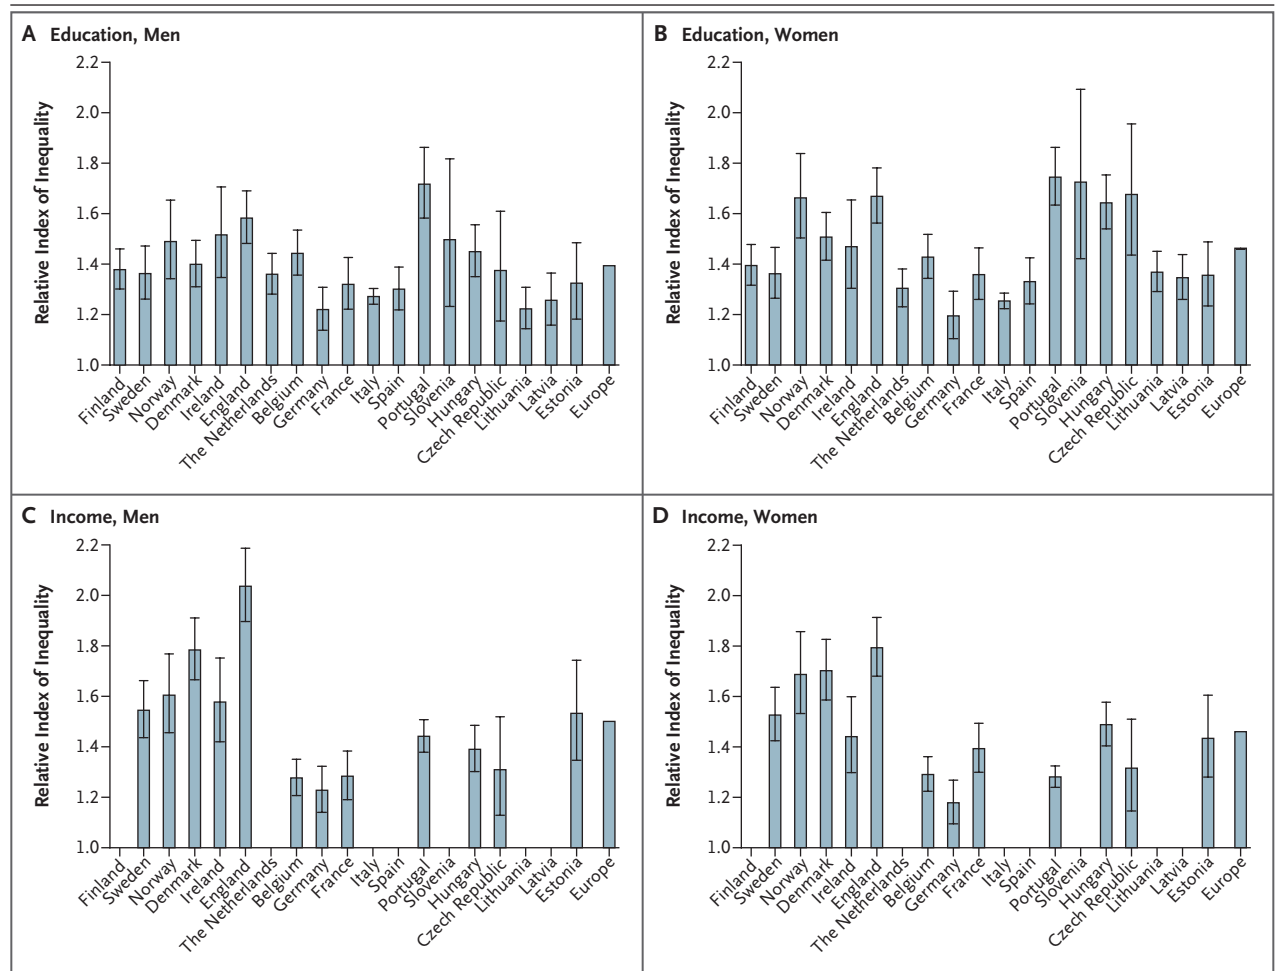 A Education, Men
2.2
2.0
1.8
1.6
1.4
1.2
1.0
Relative Index of Inequality
Finland
Sweden
Norway
Denmark
Ireland
England
The Netherlands
Belgium
Germany
France
Italy
Spain
Portugal
Slovenia
Hungary
Czech Republic
Lithuania
Latvia
Estonia
Europe
B Education, Women
2.2
2.0
1.8
1.6
1.4
1.2
1.0
Relative Index of Inequality
Finland
Sweden
Norway
Denmark
Ireland
England
The Netherlands
Belgium
Germany
France
Italy
Spain
Portugal
Slovenia
Hungary
Czech Republic
Lithuania
Latvia
Estonia
Europe
C Income, Men
2.2
2.0
1.8
1.6
1.4
1.2
1.0
Relative Index of Inequality
Finland
Sweden
Norway
Denmark
Ireland
England
The Netherlands
Belgium
Germany
France
Italy
Spain
Portugal
Slovenia
Hungary
Czech Republic
Lithuania
Latvia
Estonia
Europe
D Income, Women
2.2
2.0
1.8
1.6
1.4
1.2
1.0
Relative Index of Inequality
Finland
Sweden
Norway
Denmark
Ireland
England
The Netherlands
Belgium
Germany
France
Italy
Spain
Portugal
Slovenia
Hungary
Czech Republic
Lithuania
Latvia
Estonia
Europe